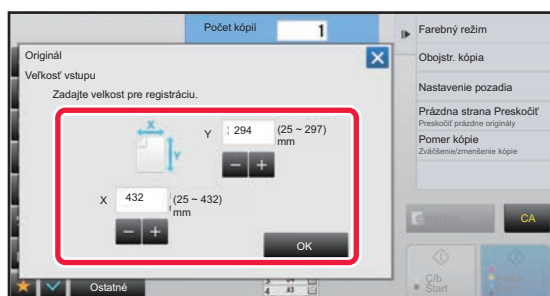 Počet kópií 1
Originál
Veľkosť vstupu
Zadajte velkost pre registráciu.
X
Y
Y 294 (25 ~ 297)
mm
X 432 (25 ~ 432)
mm
OK
Ostatné
Farebný režim
Obojstr. kópia
Nastavenie pozadia
Prázdna strana Preskočiť
Preskočiť prázdne originály
Pomer kópie
Zväčšenie/zmenšenie kópie
CA
C/b
Štart
4 A3